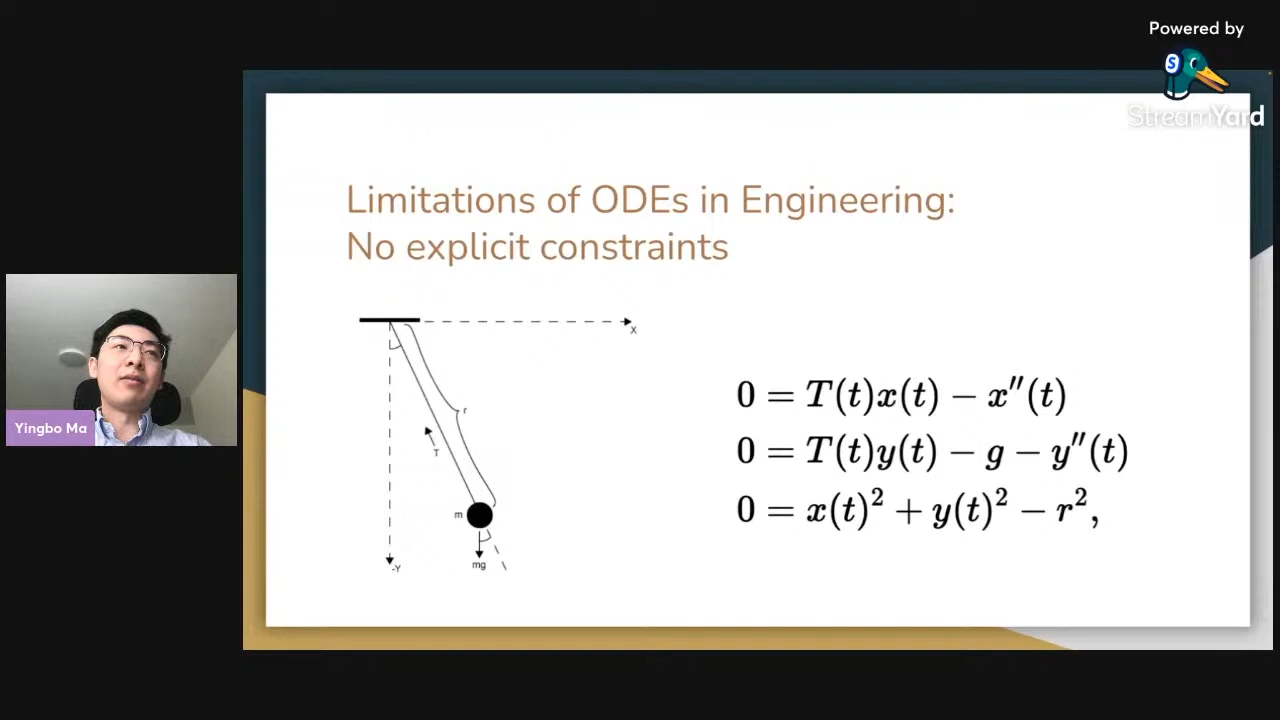 Powered by
StreamYard
Limitations of ODEs in Engineering:
No explicit constraints
X
r
T
m
mg
-Y
0 = T(t)x(t) − x″(t)
0 = T(t)y(t) − g − y″(t)
0 = x(t)² + y(t)² − r²,
Yingbo Ma